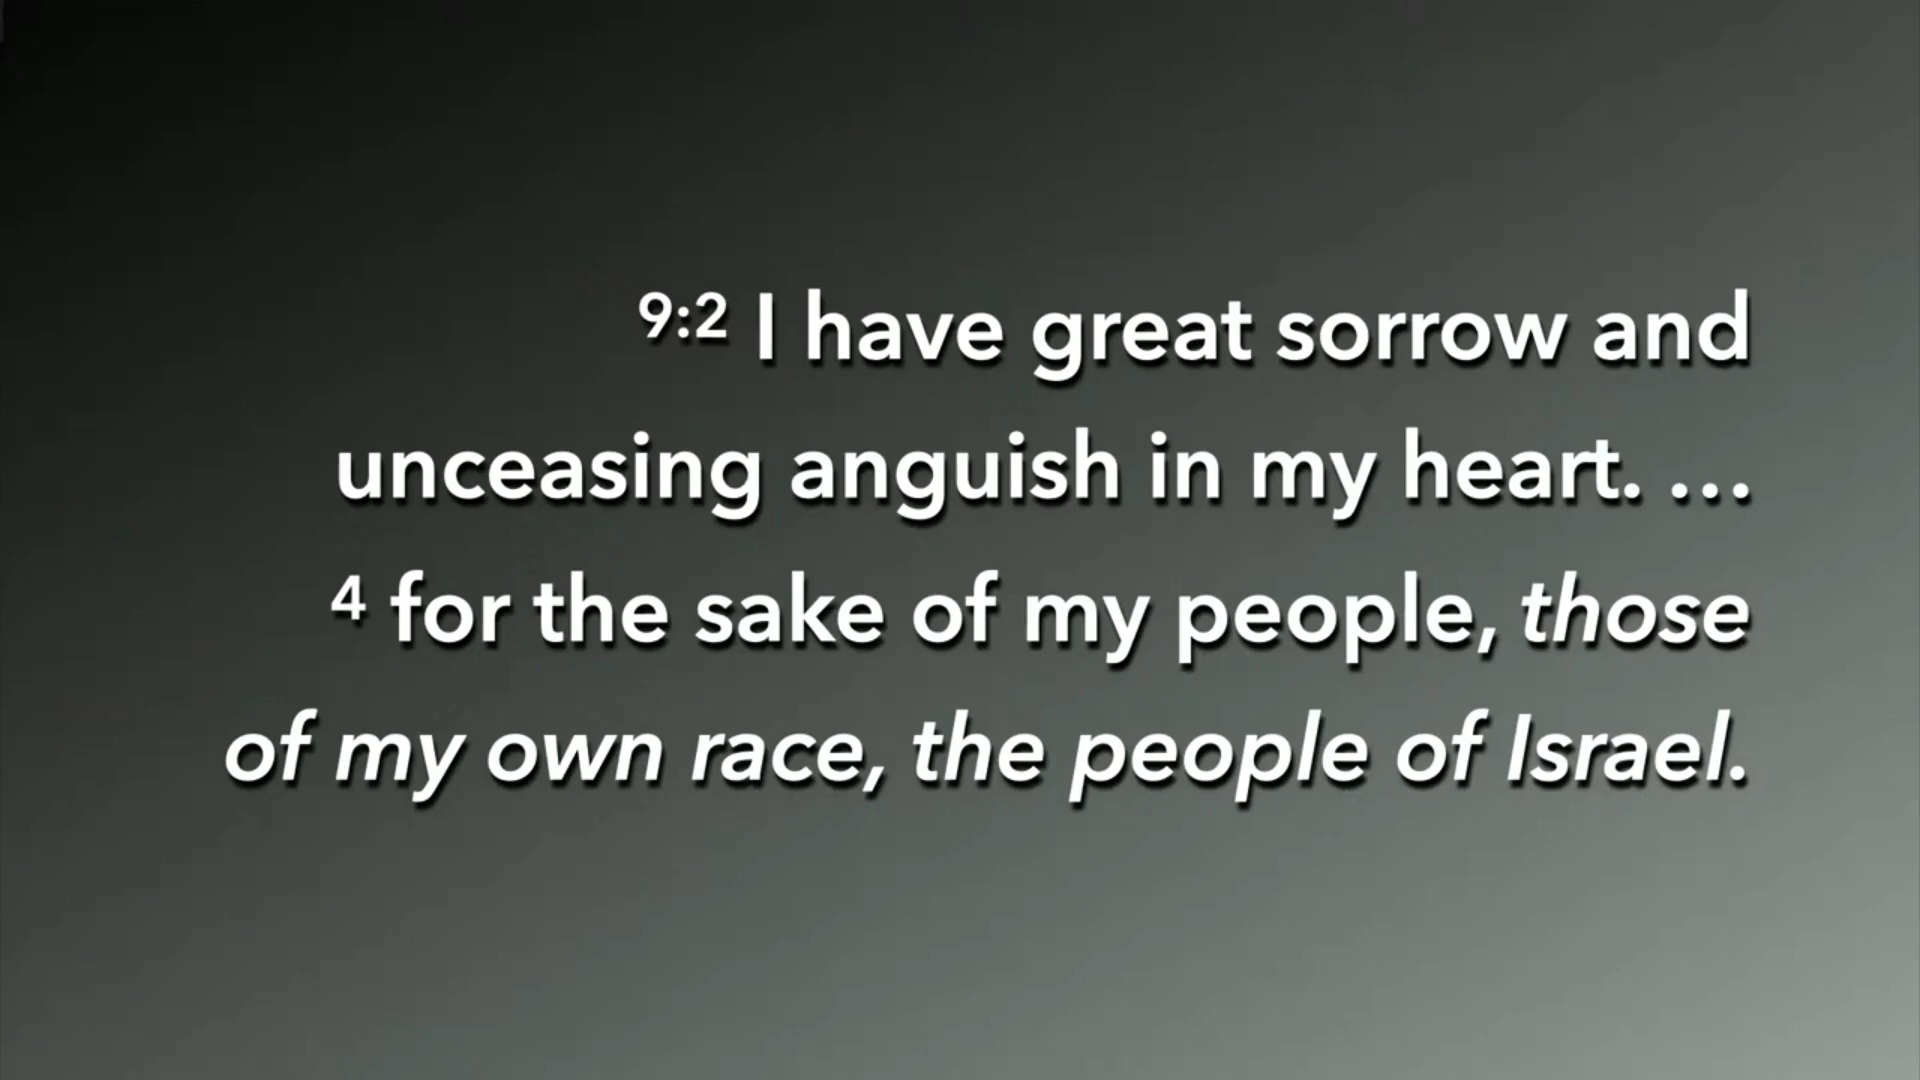 9:2 I have great sorrow and
unceasing anguish in my heart. …
4 for the sake of my people, those
of my own race, the people of Israel.